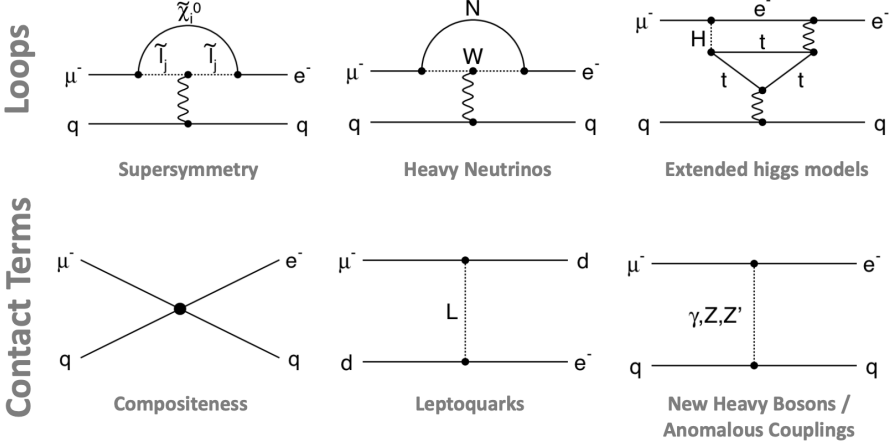 Loops
χ̃ᵢ⁰
l̃ⱼ l̃ⱼ
μ⁻ e⁻
q q
Supersymmetry
N
W
μ⁻ e⁻
q q
Heavy Neutrinos
μ⁻ e⁻ e⁻
H t
t t
q q
Extended higgs models
Contact Terms
μ⁻ e⁻
q q
Compositeness
μ⁻ d
L
d e⁻
Leptoquarks
μ⁻ e⁻
γ,Z,Z'
q q
New Heavy Bosons /
Anomalous Couplings